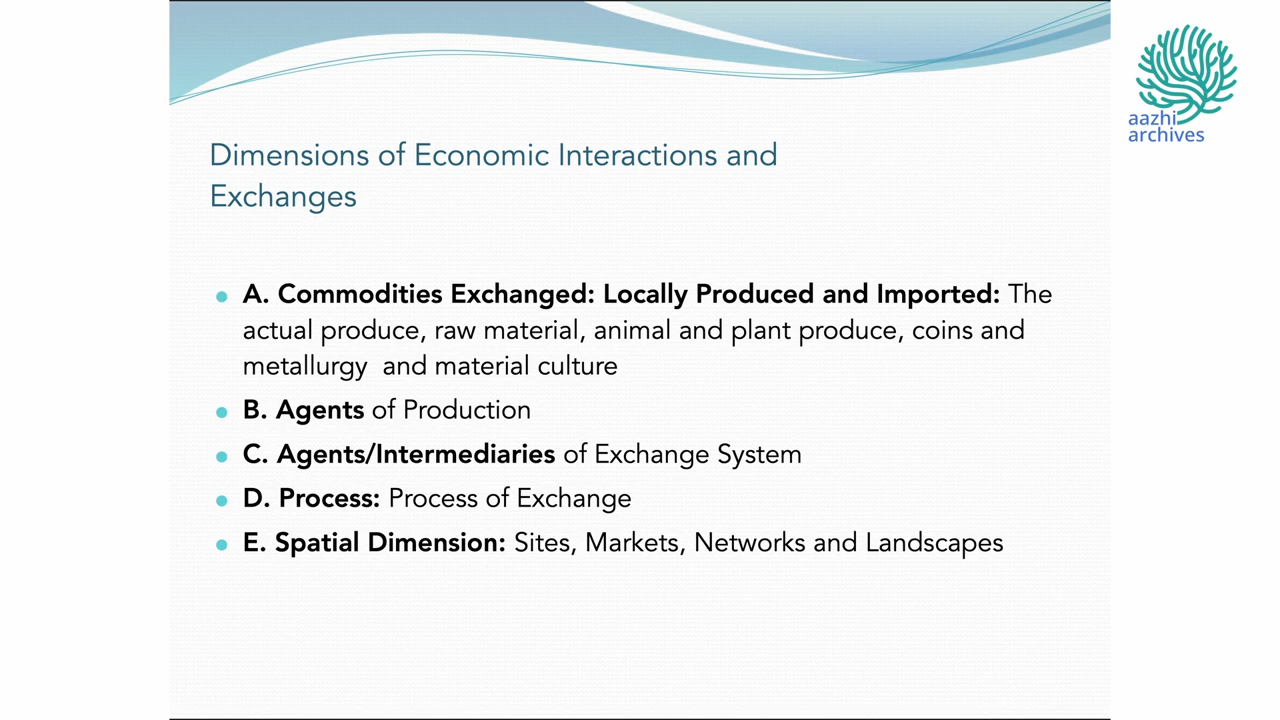 aazhi
archives
Dimensions of Economic Interactions and
Exchanges
A. Commodities Exchanged: Locally Produced and Imported: The
actual produce, raw material, animal and plant produce, coins and
metallurgy  and material culture
B. Agents of Production
C. Agents/Intermediaries of Exchange System
D. Process: Process of Exchange
E. Spatial Dimension: Sites, Markets, Networks and Landscapes